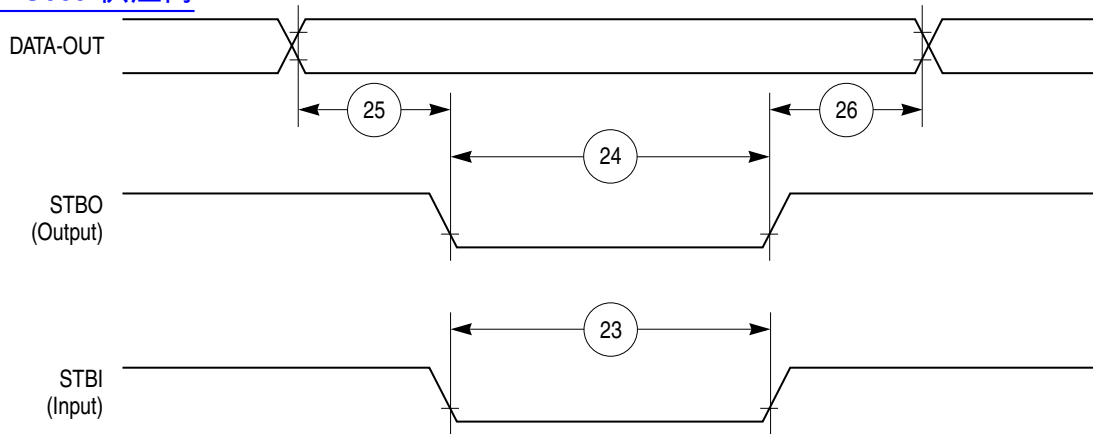 DATA-OUT
25
26
24
STBO
(Output)
23
STBI
(Input)